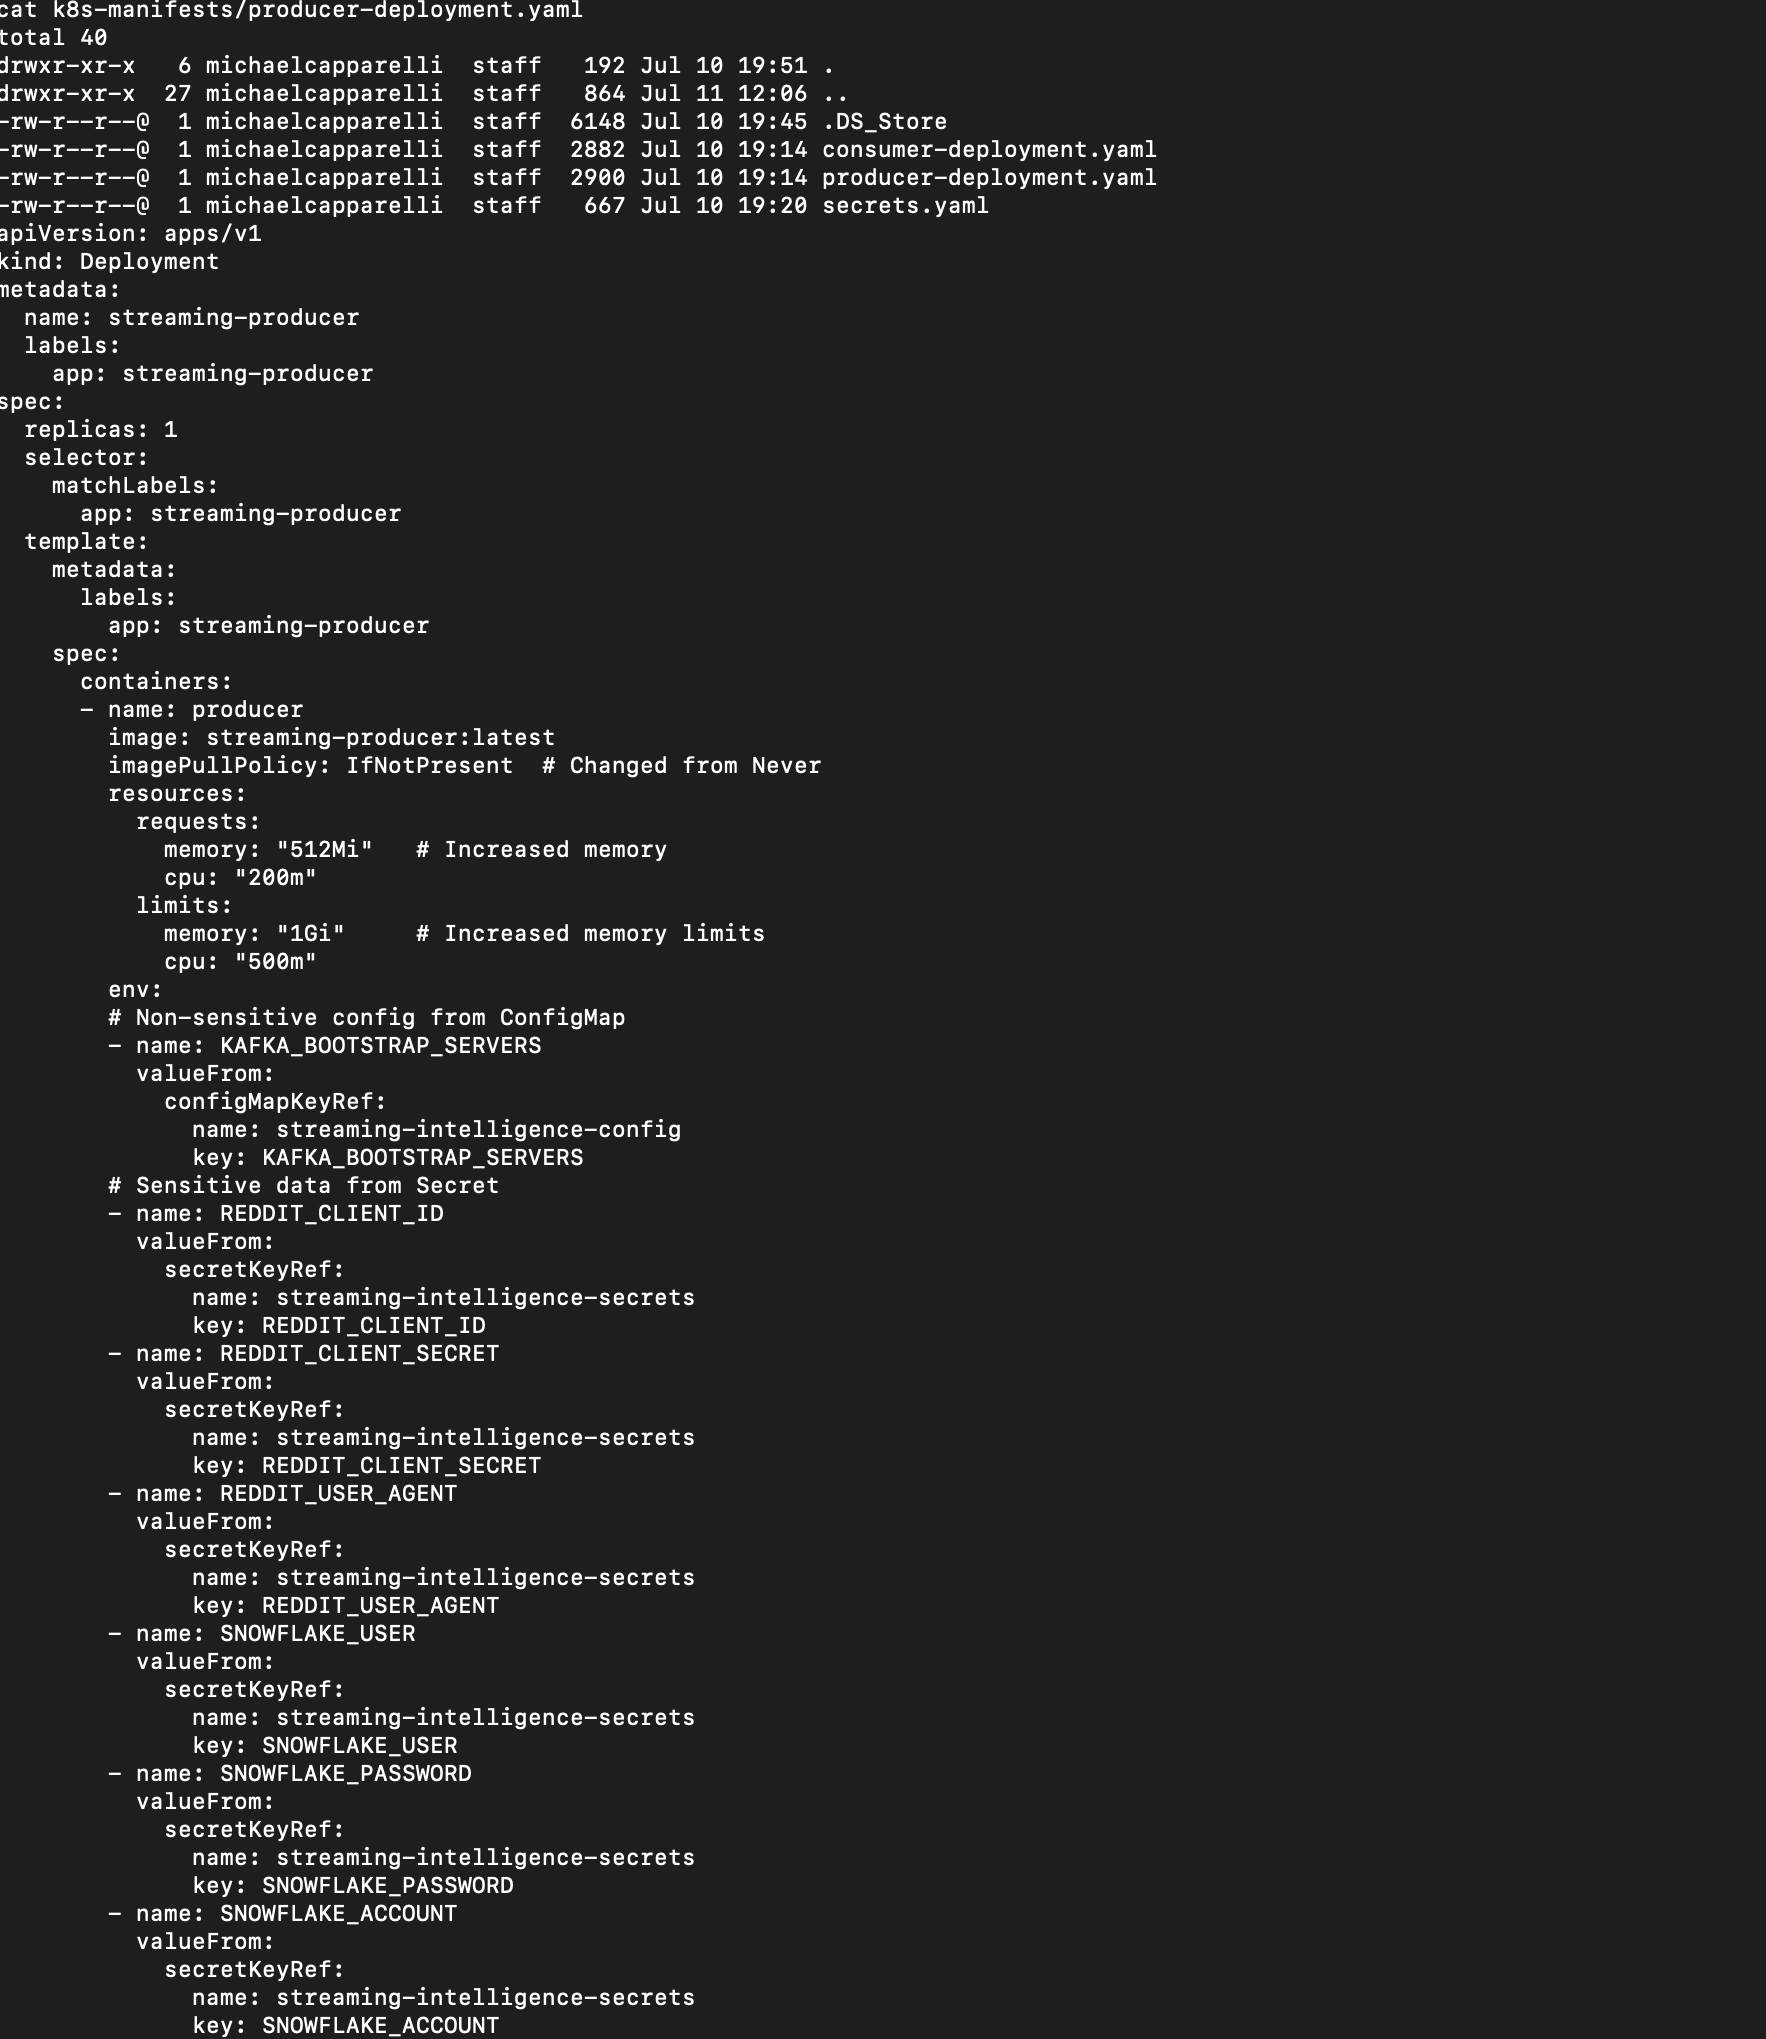 cat k8s-manifests/producer-deployment.yaml
total 40
drwxr-xr-x   6 michaelcapparelli  staff   192 Jul 10 19:51 .
drwxr-xr-x  27 michaelcapparelli  staff   864 Jul 11 12:06 ..
-rw-r--r--@  1 michaelcapparelli  staff  6148 Jul 10 19:45 .DS_Store
-rw-r--r--@  1 michaelcapparelli  staff  2882 Jul 10 19:14 consumer-deployment.yaml
-rw-r--r--@  1 michaelcapparelli  staff  2900 Jul 10 19:14 producer-deployment.yaml
-rw-r--r--@  1 michaelcapparelli  staff   667 Jul 10 19:20 secrets.yaml
apiVersion: apps/v1
kind: Deployment
metadata:
  name: streaming-producer
  labels:
    app: streaming-producer
spec:
  replicas: 1
  selector:
    matchLabels:
      app: streaming-producer
  template:
    metadata:
      labels:
        app: streaming-producer
    spec:
      containers:
      - name: producer
        image: streaming-producer:latest
        imagePullPolicy: IfNotPresent  # Changed from Never
        resources:
          requests:
            memory: "512Mi"   # Increased memory
            cpu: "200m"
          limits:
            memory: "1Gi"     # Increased memory limits
            cpu: "500m"
        env:
        # Non-sensitive config from ConfigMap
        - name: KAFKA_BOOTSTRAP_SERVERS
          valueFrom:
            configMapKeyRef:
              name: streaming-intelligence-config
              key: KAFKA_BOOTSTRAP_SERVERS
        # Sensitive data from Secret
        - name: REDDIT_CLIENT_ID
          valueFrom:
            secretKeyRef:
              name: streaming-intelligence-secrets
              key: REDDIT_CLIENT_ID
        - name: REDDIT_CLIENT_SECRET
          valueFrom:
            secretKeyRef:
              name: streaming-intelligence-secrets
              key: REDDIT_CLIENT_SECRET
        - name: REDDIT_USER_AGENT
          valueFrom:
            secretKeyRef:
              name: streaming-intelligence-secrets
              key: REDDIT_USER_AGENT
        - name: SNOWFLAKE_USER
          valueFrom:
            secretKeyRef:
              name: streaming-intelligence-secrets
              key: SNOWFLAKE_USER
        - name: SNOWFLAKE_PASSWORD
          valueFrom:
            secretKeyRef:
              name: streaming-intelligence-secrets
              key: SNOWFLAKE_PASSWORD
        - name: SNOWFLAKE_ACCOUNT
          valueFrom:
            secretKeyRef:
              name: streaming-intelligence-secrets
              key: SNOWFLAKE_ACCOUNT